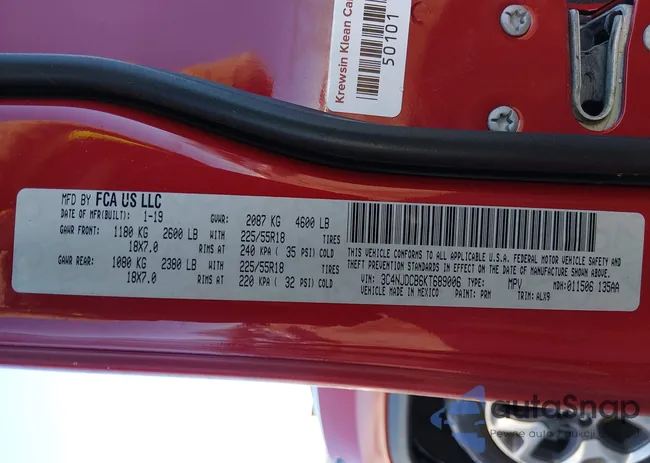 Krewsin Klean Car
50101
MFD BY FCA US LLC
DATE OF MFR(BUILT): 1-19 GVWR: 2087 KG 4600 LB
GAWR FRONT: 1180 KG 2600 LB WITH 225/55R18 TIRES
18X7.0 RIMS AT 240 KPA ( 35 PSI) COLD
GAWR REAR: 1080 KG 2380 LB WITH 225/55R18 TIRES
18X7.0 RIMS AT 220 KPA ( 32 PSI) COLD
THIS VEHICLE CONFORMS TO ALL APPLICABLE U.S.A. FEDERAL MOTOR VEHICLE SAFETY AND
THEFT PREVENTION STANDARDS IN EFFECT ON THE DATE OF MANUFACTURE SHOWN ABOVE.
VIN: 3C4NJDCB6KT689006 TYPE: MPV MDH: 011506 135AA
VEHICLE MADE IN MEXICO PAINT: PRM TRIM: ALX9
autoSnap
Pewne auto z aukcji